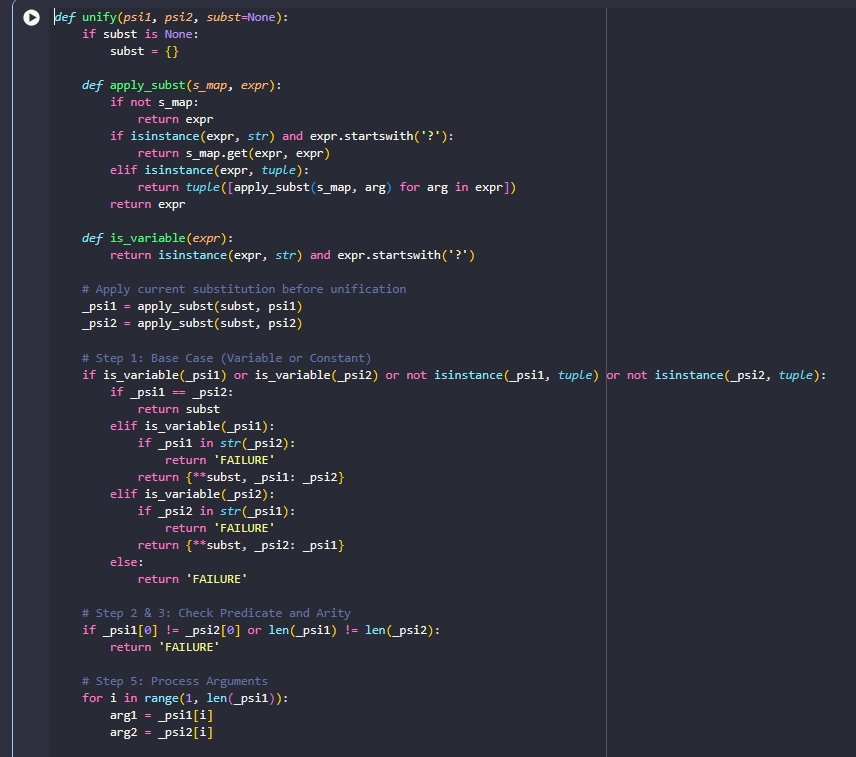 def unify(psi1, psi2, subst=None):
    if subst is None:
        subst = {}

    def apply_subst(s_map, expr):
        if not s_map:
            return expr
        if isinstance(expr, str) and expr.startswith('?'):
            return s_map.get(expr, expr)
        elif isinstance(expr, tuple):
            return tuple([apply_subst(s_map, arg) for arg in expr])
        return expr

    def is_variable(expr):
        return isinstance(expr, str) and expr.startswith('?')

    # Apply current substitution before unification
    _psi1 = apply_subst(subst, psi1)
    _psi2 = apply_subst(subst, psi2)

    # Step 1: Base Case (Variable or Constant)
    if is_variable(_psi1) or is_variable(_psi2) or not isinstance(_psi1, tuple) or not isinstance(_psi2, tuple):
        if _psi1 == _psi2:
            return subst
        elif is_variable(_psi1):
            if _psi1 in str(_psi2):
                return 'FAILURE'
            return {**subst, _psi1: _psi2}
        elif is_variable(_psi2):
            if _psi2 in str(_psi1):
                return 'FAILURE'
            return {**subst, _psi2: _psi1}
        else:
            return 'FAILURE'

    # Step 2 & 3: Check Predicate and Arity
    if _psi1[0] != _psi2[0] or len(_psi1) != len(_psi2):
        return 'FAILURE'

    # Step 5: Process Arguments
    for i in range(1, len(_psi1)):
        arg1 = _psi1[i]
        arg2 = _psi2[i]